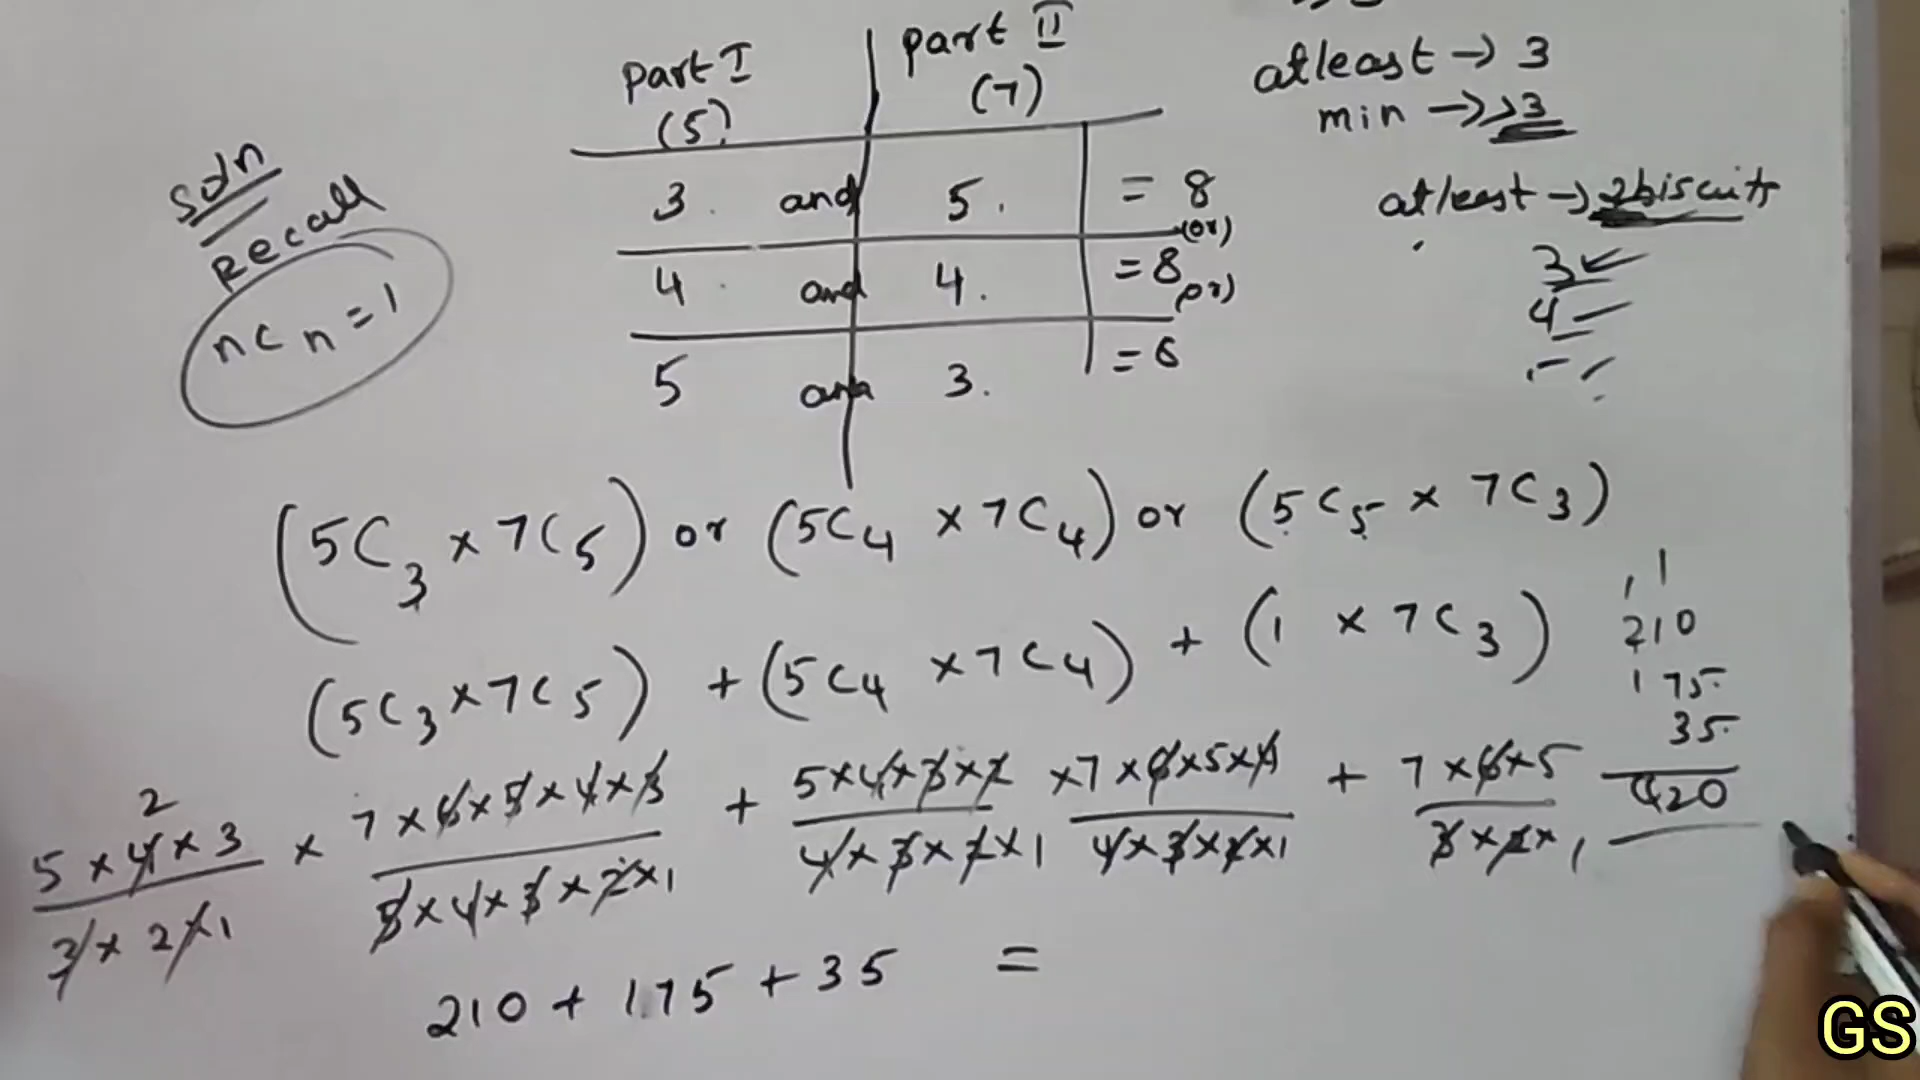 part I
(5)
part II
(7)
3. and 5. = 8
(or)
4. and 4. = 8
(or)
5 and 3. = 8
atleast → 3
min → >3
atleast → 2 biscuits
3
4
Soln
Recall
nCn = 1
(5C3 × 7C5) or (5C4 × 7C4) or (5C5 × 7C3)
(5C3 × 7C5) + (5C4 × 7C4) + (1 × 7C3)
2
5 × 4 × 3 × 7 × 6 × 5 × 4 × 3 + 5×4×3×2 ×7 × 6×5×4 + 7 × 6×5
3 × 2 × 1 5×4×3×2×1 4×3×2×1 4×3×2×1 3×2×1
210 + 175 + 35 =
1 1
210
175
35
420
GS